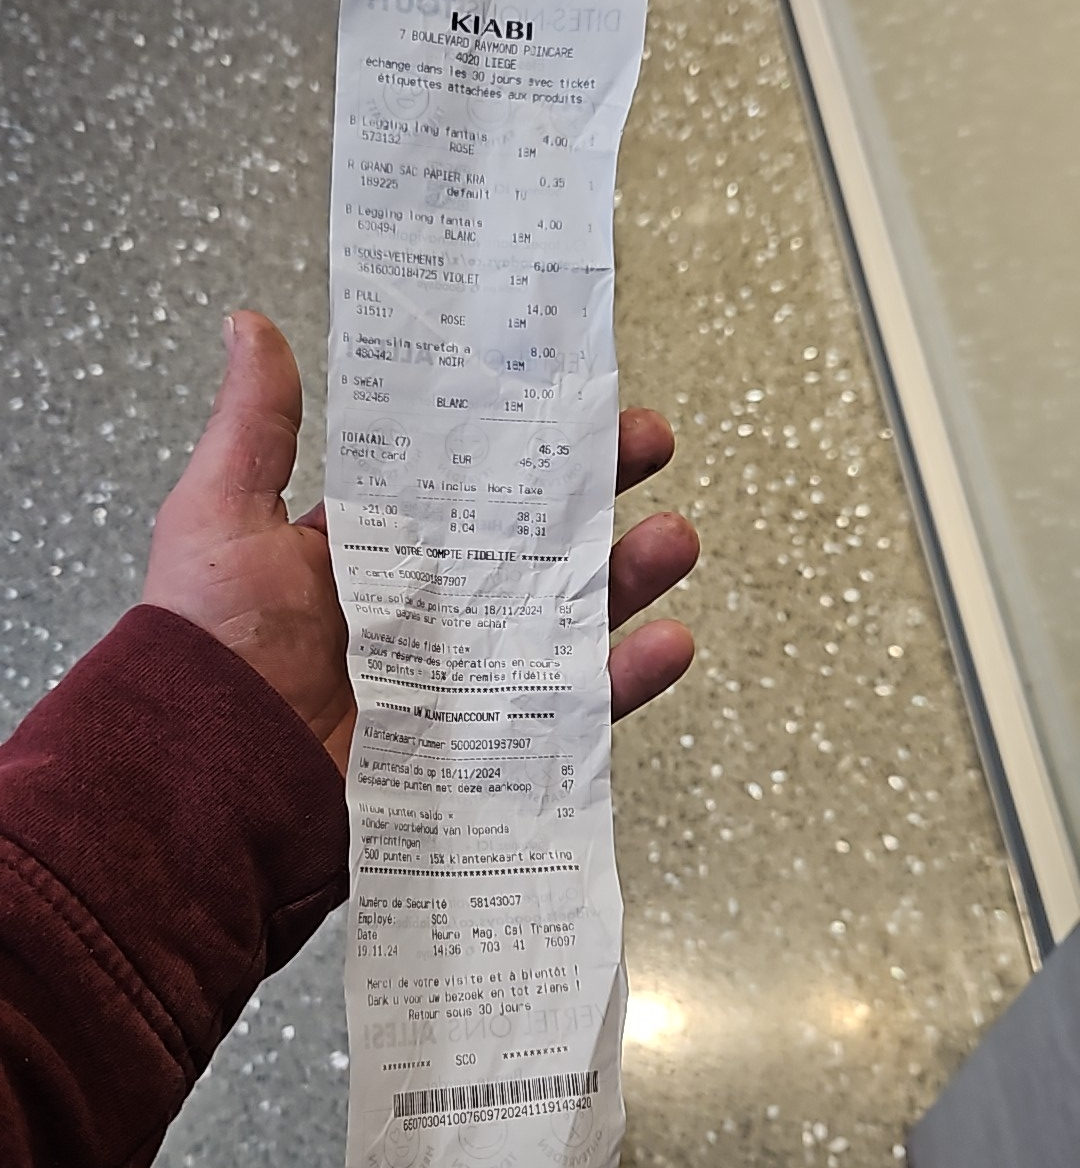 KIABI
7 BOULEVARD RAYMOND POINCARE
4020 LIEGE
échange dans les 30 jours avec ticket
étiquettes attachées aux produits
B Legging long fantais 4,00 1
573132 ROSE 18M
R GRAND SAC PAPIER KRA 0,35 1
189225 default TU
B Legging long fantais 4,00 1
630494 BLANC 18M
B SOUS-VETEMENTS 6,00 1
3616030184725 VIOLET 18M
B PULL 14,00 1
315117 ROSE 18M
B Jean slim stretch a 8,00 1
480442 NOIR 18M
B SWEAT 10,00 1
892466 BLANC 18M
TOTA(A)L (7) 46,35
Credit card EUR 46,35
% TVA TVA Inclus Hors Taxe
1 >21,00 8,04 38,31
Total : 8,04 38,31
******** VOTRE COMPTE FIDELITE ********
N° carte 5000201987907
Votre solde de points au 18/11/2024 85
Points gagnés sur votre achat 47
Nouveau solde fidélité* 132
* Sous réserve des opérations en cours
500 points = 15% de remise fidélité
******** UW KLANTENACCOUNT ********
Klantenkaart nummer 5000201987907
Uw puntensaldo op 18/11/2024 85
Gespaarde punten met deze aankoop 47
Nieuw punten saldo * 132
*Onder voorbehoud van lopende
verrichtingen
500 punten = 15% klantenkaart korting
Numéro de Sécurité 58143007
Employé: SCO
Date Heure Mag. Cai Transac
19.11.24 14:36 703 41 76097
Merci de votre visite et à bientôt !
Dank u voor uw bezoek en tot ziens !
Retour sous 30 jours
********* SCO **********
660703041007609720241119143420